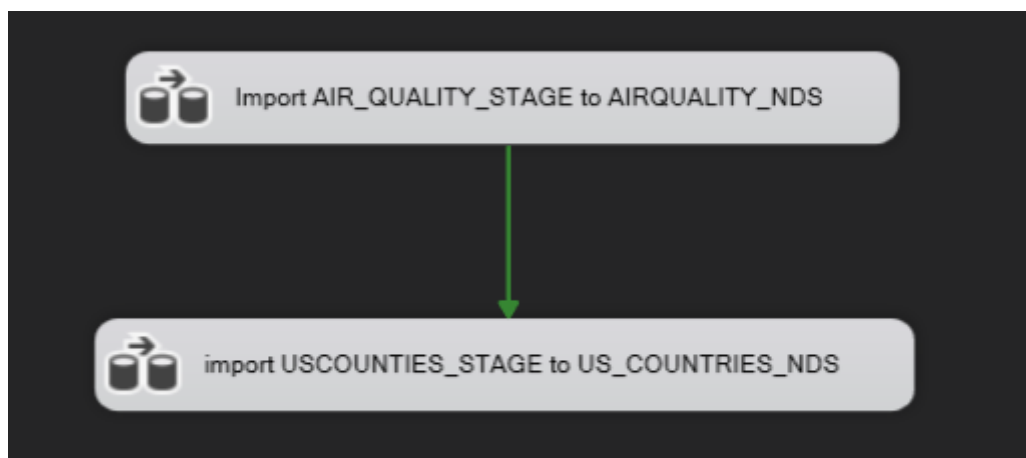 Import AIR_QUALITY_STAGE to AIRQUALITY_NDS
import USCOUNTIES_STAGE to US_COUNTRIES_NDS